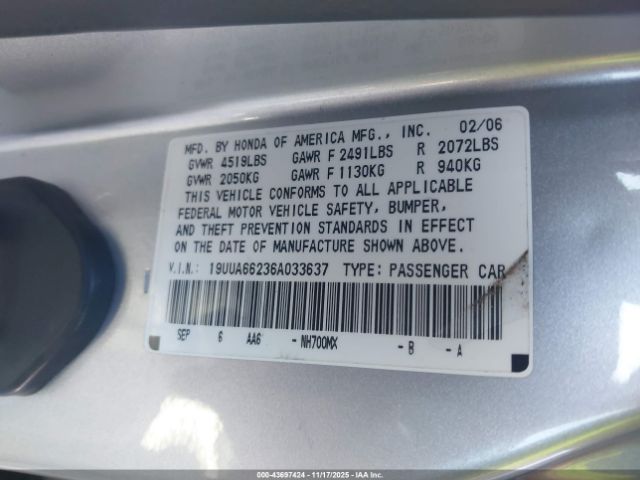 MFD. BY HONDA OF AMERICA MFG., INC. 02/06
GVWR 4519LBS GAWR F 2491LBS R 2072LBS
GVWR 2050KG GAWR F 1130KG R 940KG
THIS VEHICLE CONFORMS TO ALL APPLICABLE
FEDERAL MOTOR VEHICLE SAFETY, BUMPER,
AND THEFT PREVENTION STANDARDS IN EFFECT
ON THE DATE OF MANUFACTURE SHOWN ABOVE.
V.I.N.: 19UUA66236A033637 TYPE: PASSENGER CAR
SEP 6 AA6 -NH700MX -B -A
000-43697424 - 11/17/2025 - IAA Inc.